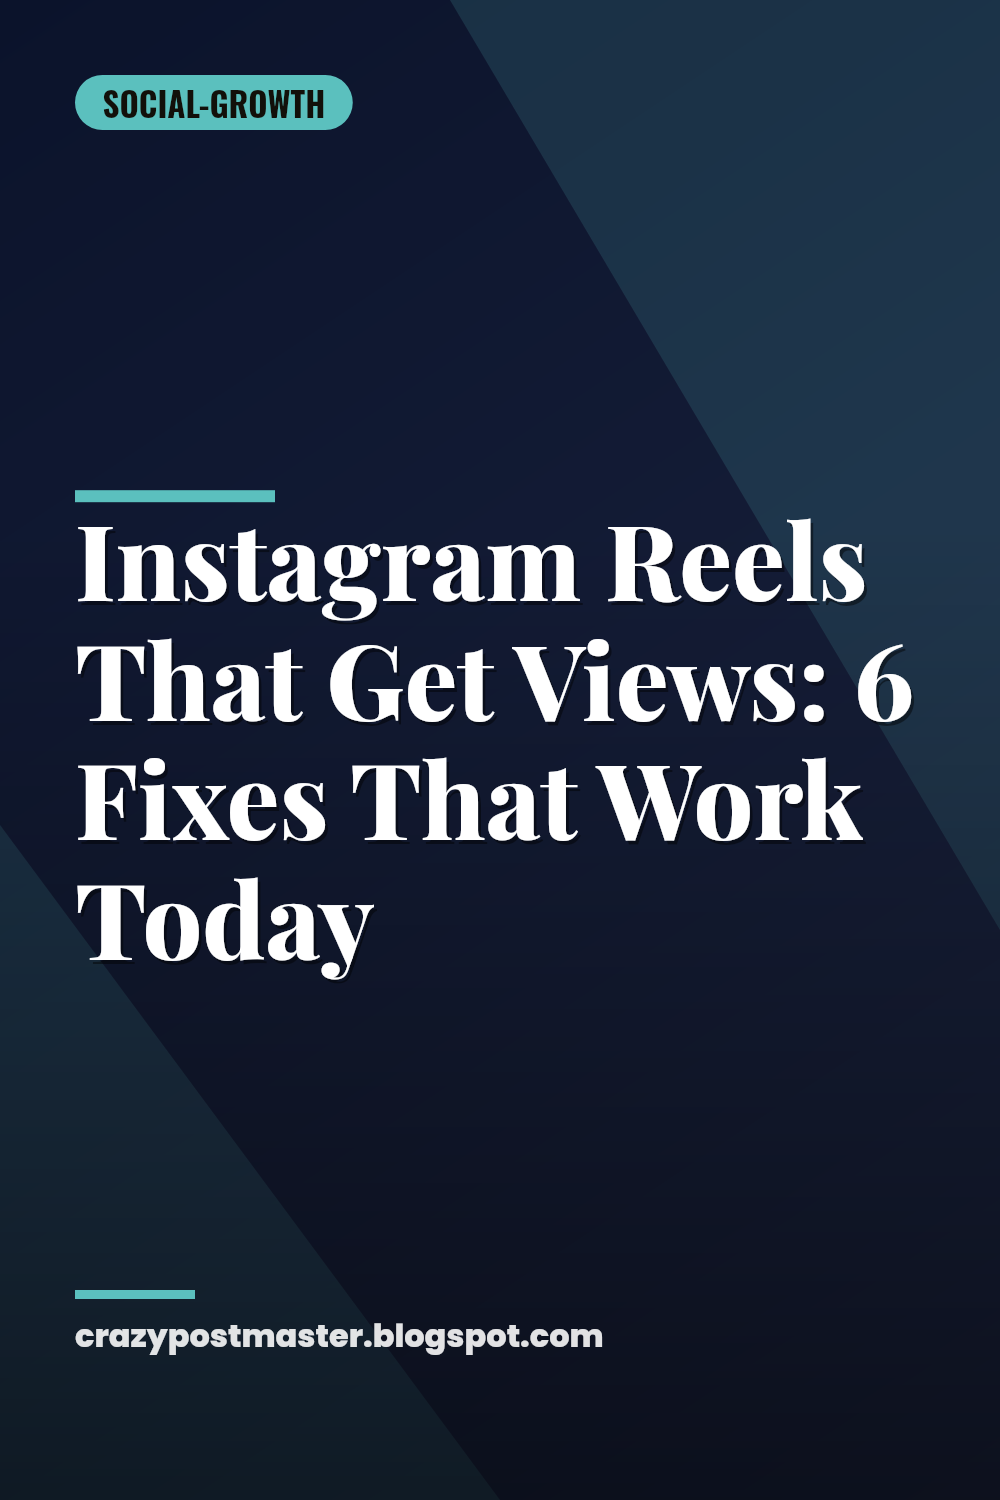 SOCIAL-GROWTH
Instagram Reels
That Get Views: 6
Fixes That Work
Today
crazypostmaster.blogspot.com